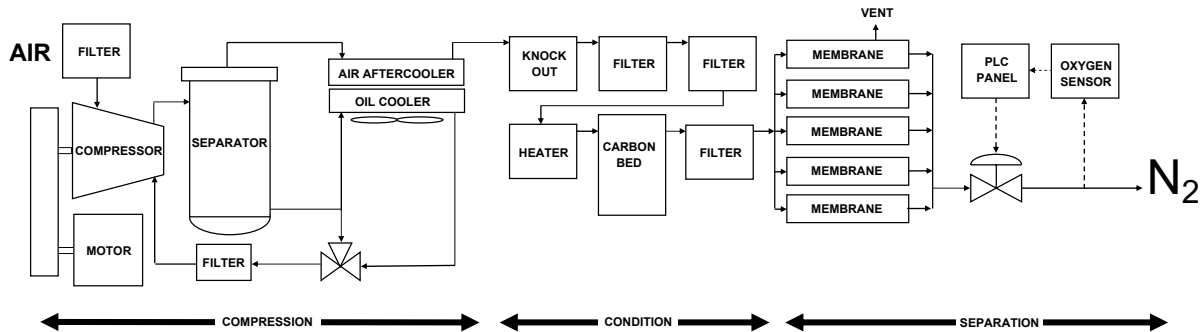 AIR
FILTER
COMPRESSOR
MOTOR
SEPARATOR
FILTER
AIR AFTERCOOLER
OIL COOLER
KNOCK
OUT
FILTER
FILTER
HEATER
CARBON
BED
FILTER
VENT
MEMBRANE
MEMBRANE
MEMBRANE
MEMBRANE
MEMBRANE
PLC
PANEL
OXYGEN
SENSOR
N2
COMPRESSION
CONDITION
SEPARATION